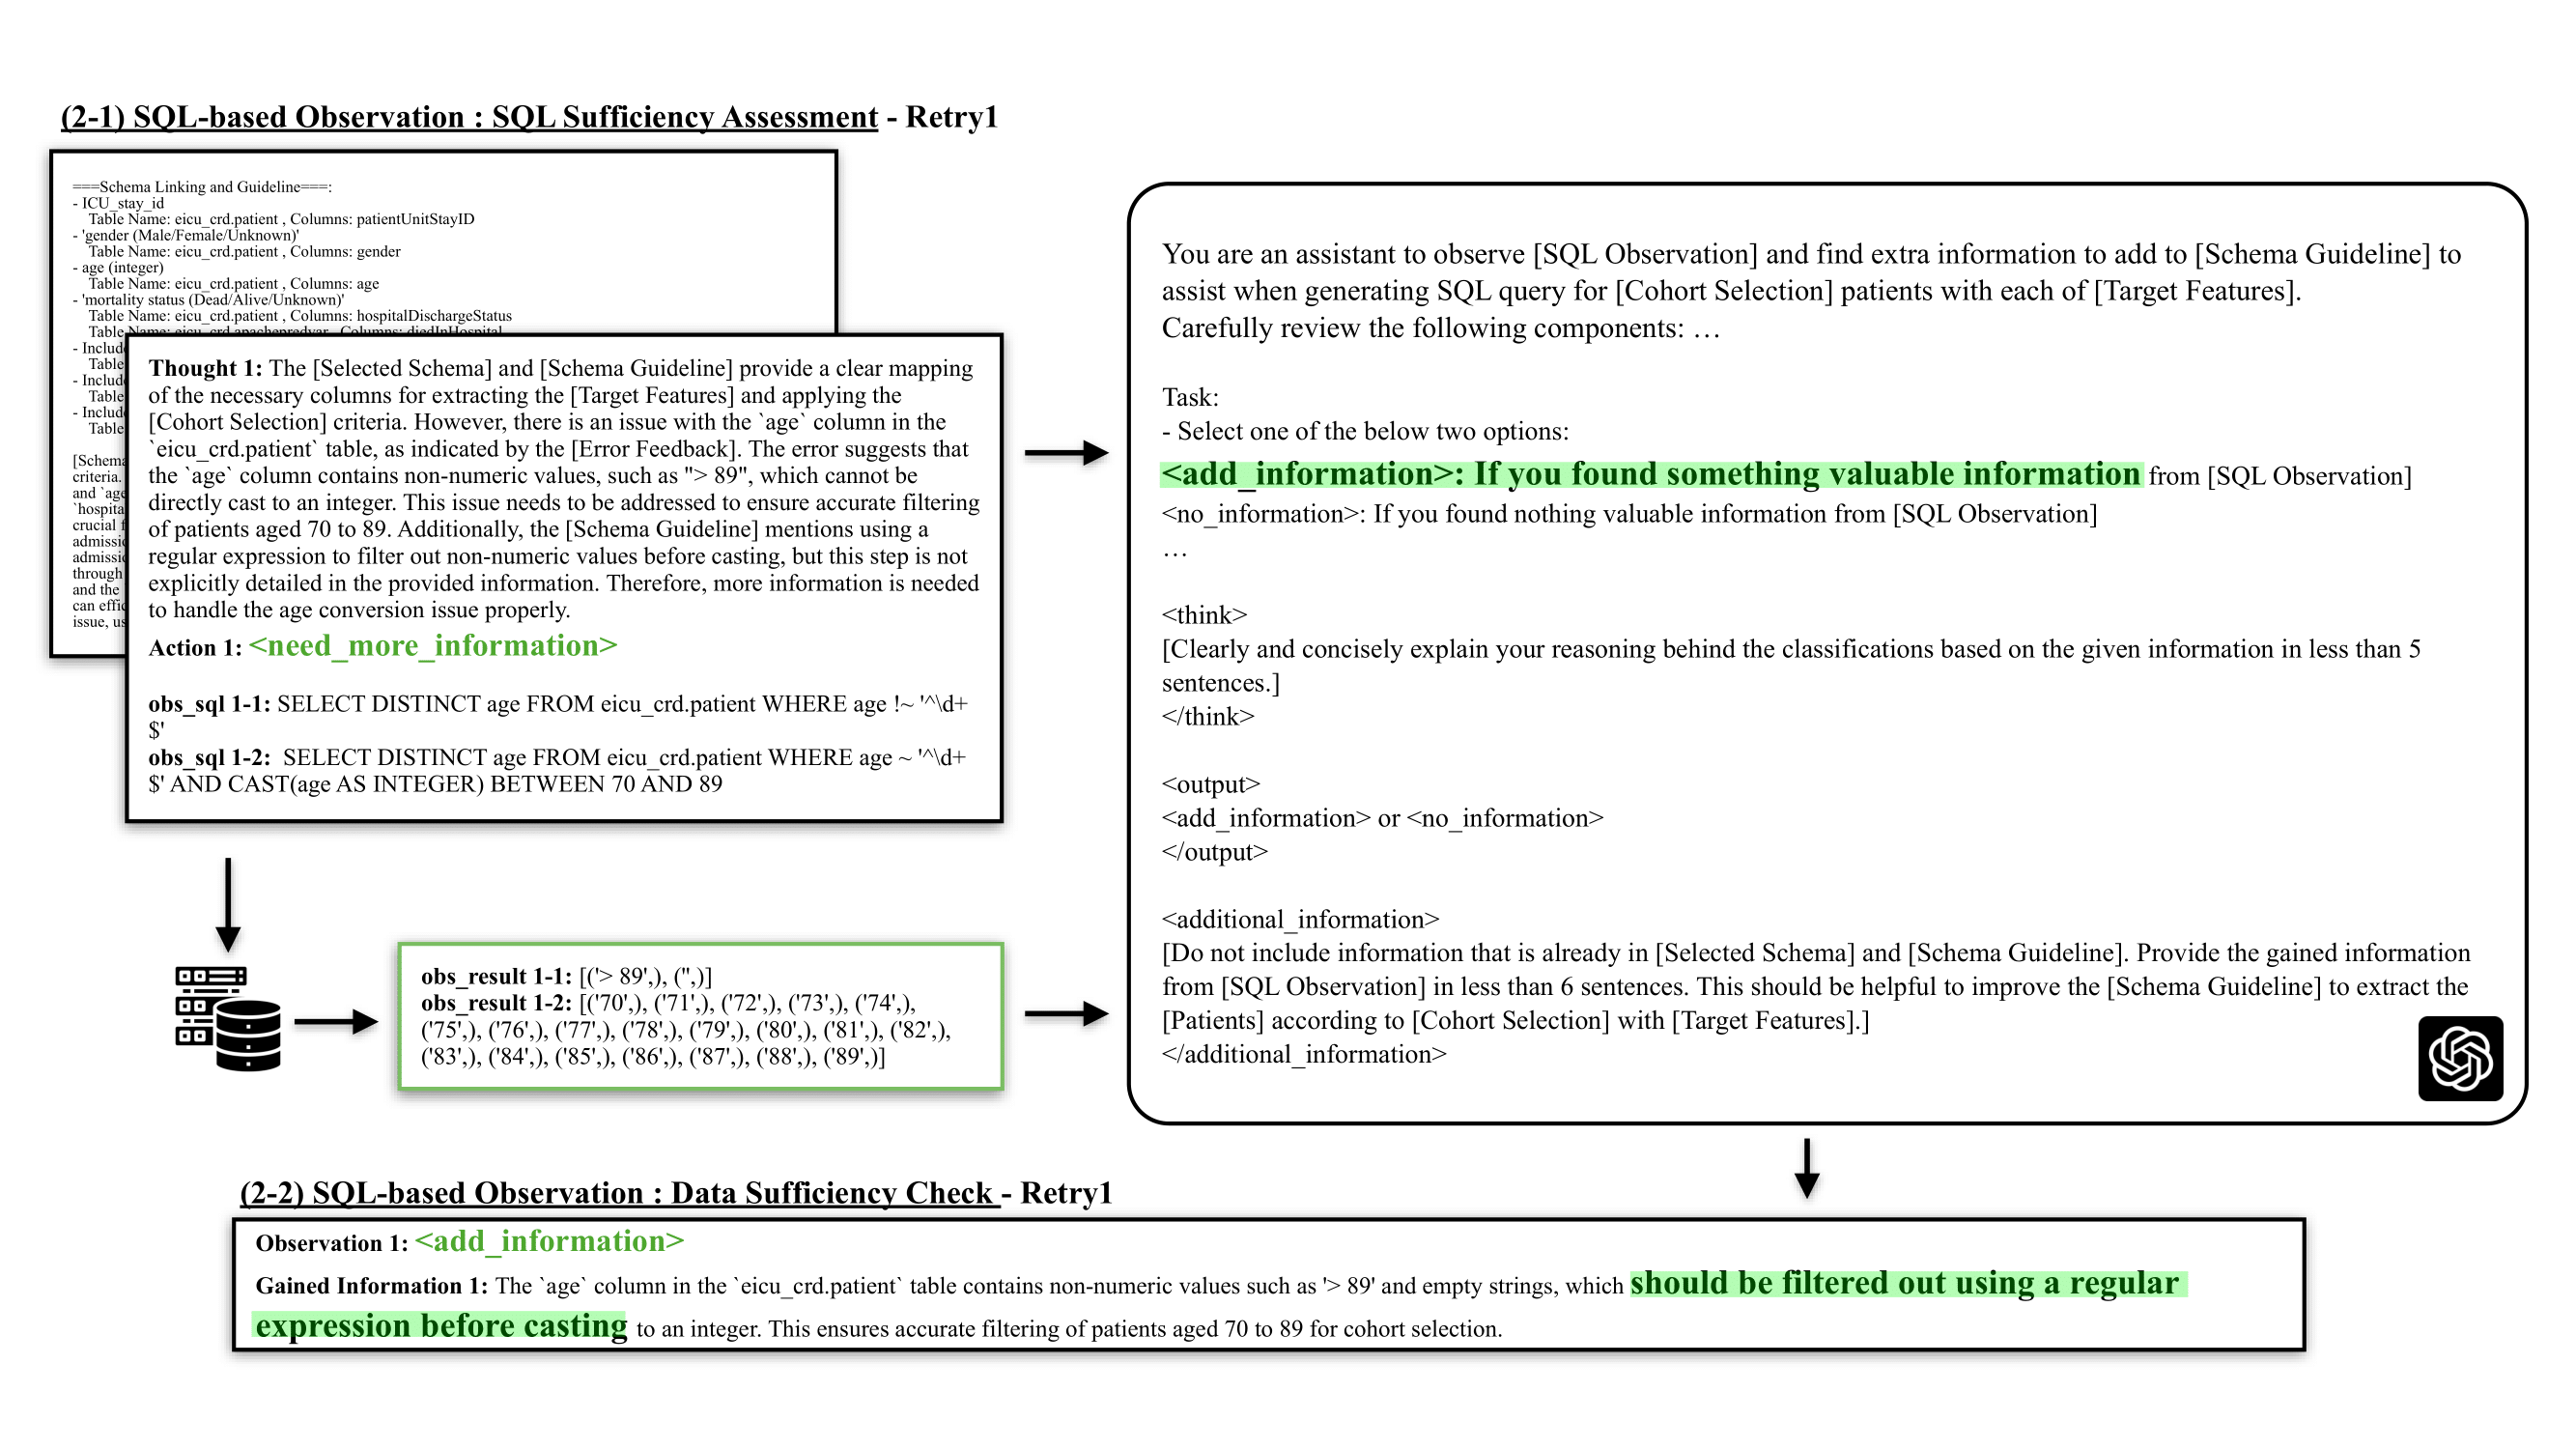 (2-1) SQL-based Observation : SQL Sufficiency Assessment - Retry1
===Schema Linking and Guideline===:
- ICU_stay_id
Table Name: eicu_crd.patient , Columns: patientUnitStayID
- 'gender (Male/Female/Unknown)'
Table Name: eicu_crd.patient , Columns: gender
- age (integer)
Table Name: eicu_crd.patient , Columns: age
- 'mortality status (Dead/Alive/Unknown)'
Table Name: eicu_crd.patient , Columns: hospitalDischargeStatus
Table Name: eicu_crd.apachepredvar , Columns: diedInHospital
- Includ
Table
- Includ
Table
- Includ
Table
[Schema
criteria.
and `age
`hospita
crucial f
admissi
admissi
through
and the
can effic
issue, us
Thought 1: The [Selected Schema] and [Schema Guideline] provide a clear mapping
of the necessary columns for extracting the [Target Features] and applying the
[Cohort Selection] criteria. However, there is an issue with the `age` column in the
`eicu_crd.patient` table, as indicated by the [Error Feedback]. The error suggests that
the `age` column contains non-numeric values, such as "> 89", which cannot be
directly cast to an integer. This issue needs to be addressed to ensure accurate filtering
of patients aged 70 to 89. Additionally, the [Schema Guideline] mentions using a
regular expression to filter out non-numeric values before casting, but this step is not
explicitly detailed in the provided information. Therefore, more information is needed
to handle the age conversion issue properly.
Action 1: <need_more_information>
obs_sql 1-1: SELECT DISTINCT age FROM eicu_crd.patient WHERE age !~ '^\d+
$'
obs_sql 1-2: SELECT DISTINCT age FROM eicu_crd.patient WHERE age ~ '^\d+
$' AND CAST(age AS INTEGER) BETWEEN 70 AND 89
obs_result 1-1: [('> 89',), ('',)]
obs_result 1-2: [('70',), ('71',), ('72',), ('73',), ('74',),
('75',), ('76',), ('77',), ('78',), ('79',), ('80',), ('81',), ('82',),
('83',), ('84',), ('85',), ('86',), ('87',), ('88',), ('89',)]
You are an assistant to observe [SQL Observation] and find extra information to add to [Schema Guideline] to
assist when generating SQL query for [Cohort Selection] patients with each of [Target Features].
Carefully review the following components: …
Task:
- Select one of the below two options:
<add_information>: If you found something valuable information from [SQL Observation]
<no_information>: If you found nothing valuable information from [SQL Observation]
…
<think>
[Clearly and concisely explain your reasoning behind the classifications based on the given information in less than 5
sentences.]
</think>
<output>
<add_information> or <no_information>
</output>
<additional_information>
[Do not include information that is already in [Selected Schema] and [Schema Guideline]. Provide the gained information
from [SQL Observation] in less than 6 sentences. This should be helpful to improve the [Schema Guideline] to extract the
[Patients] according to [Cohort Selection] with [Target Features].]
</additional_information>
(2-2) SQL-based Observation : Data Sufficiency Check - Retry1
Observation 1: <add_information>
Gained Information 1: The `age` column in the `eicu_crd.patient` table contains non-numeric values such as '> 89' and empty strings, which should be filtered out using a regular
expression before casting to an integer. This ensures accurate filtering of patients aged 70 to 89 for cohort selection.